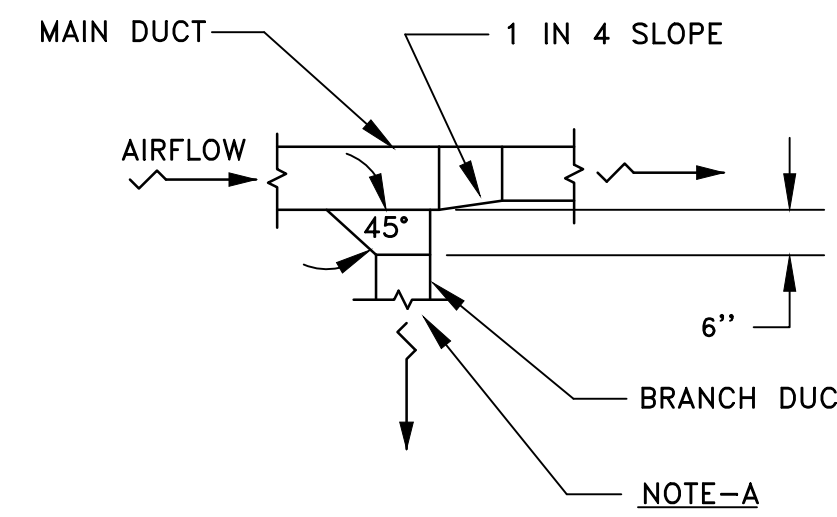 MAIN DUCT
1 IN 4 SLOPE
AIRFLOW
45°
6''
BRANCH DUC
NOTE-A